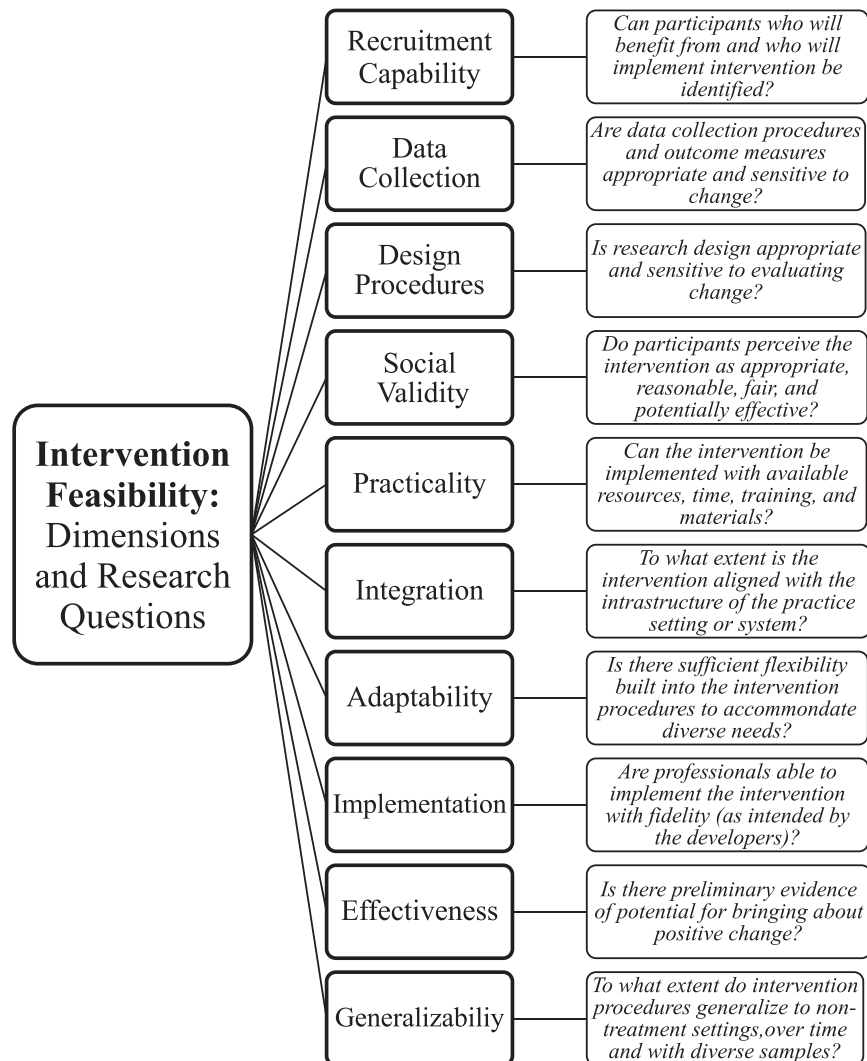 Recruitment
Capability
Can participants who will
benefit from and who will
implement intervention be
identified?
Data
Collection
Are data collection procedures
and outcome measures
appropriate and sensitive to
change?
Design
Procedures
Is research design appropriate
and sensitive to evaluating
change?
Social
Validity
Do participants perceive the
intervention as appropriate,
reasonable, fair, and
potentially effective?
Intervention
Feasibility:
Dimensions
and Research
Questions
Practicality
Can the intervention be
implemented with available
resources, time, training, and
materials?
Integration
To what extent is the
intervention aligned with the
intrastructure of the practice
setting or system?
Adaptability
Is there sufficient flexibility
built into the intervention
procedures to accommondate
diverse needs?
Implementation
Are professionals able to
implement the intervention
with fidelity (as intended by
the developers)?
Effectiveness
Is there preliminary evidence
of potential for bringing about
positive change?
Generalizabiliy
To what extent do intervention
procedures generalize to non-
treatment settings,over time
and with diverse samples?